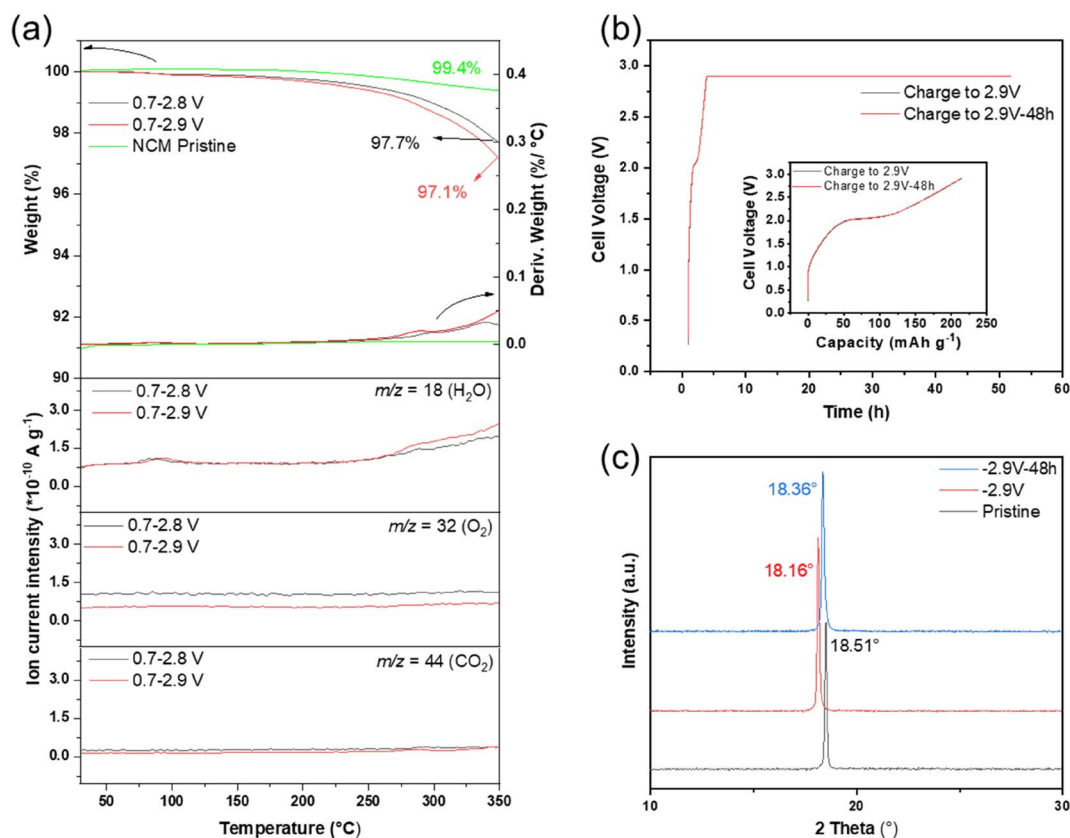 (a)
100
98
96
94
92
90
Weight (%)
0.7-2.8 V
0.7-2.9 V
NCM Pristine
99.4%
97.7%
97.1%
0.4
0.3
0.2
0.1
0.0
Deriv. Weight (%/ °C)
3.0
1.5
0.0
0.7-2.8 V
0.7-2.9 V
m/z = 18 (H₂O)
3.0
1.5
0.0
0.7-2.8 V
0.7-2.9 V
m/z = 32 (O₂)
3.0
1.5
0.0
0.7-2.8 V
0.7-2.9 V
m/z = 44 (CO₂)
Ion current intensity (*10⁻¹⁰ A g⁻¹)
50 100 150 200 250 300 350
Temperature (°C)
(b)
3.0
2.5
2.0
1.5
1.0
0.5
0.0
Cell Voltage (V)
Charge to 2.9V
Charge to 2.9V-48h
3.0
2.5
2.0
1.5
1.0
0.5
0.0
Cell Voltage (V)
Charge to 2.9V
Charge to 2.9V-48h
0 50 100 150 200 250
Capacity (mAh g⁻¹)
0 10 20 30 40 50 60
Time (h)
(c)
Intensity (a.u.)
-2.9V-48h
-2.9V
Pristine
18.36°
18.16°
18.51°
10 20 30
2 Theta (°)